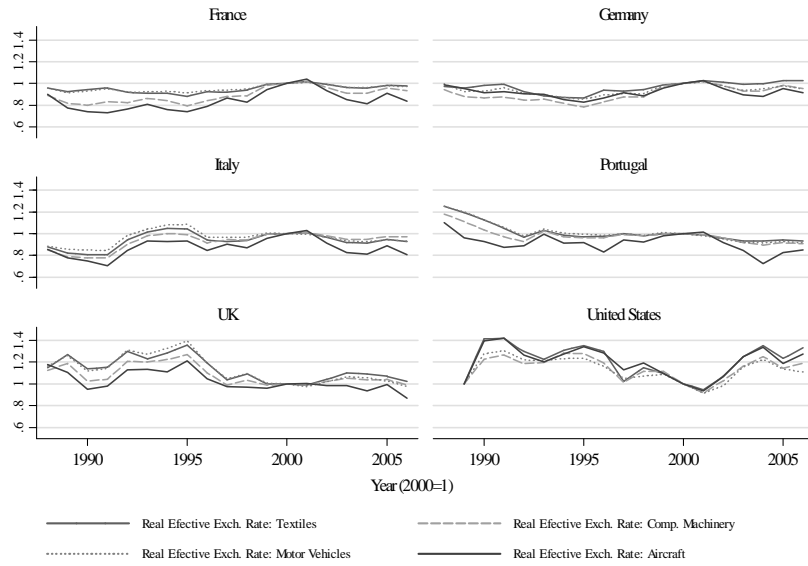 France
Germany
.6 .8 1 1.2 1.4
Italy
Portugal
.6 .8 1 1.2 1.4
UK
United States
.6 .8 1 1.2 1.4
1990 1995 2000 2005 1990 1995 2000 2005
Year (2000=1)
Real Efective Exch. Rate: Textiles
Real Efective Exch. Rate: Comp. Machinery
Real Efective Exch. Rate: Motor Vehicles
Real Efective Exch. Rate: Aircraft